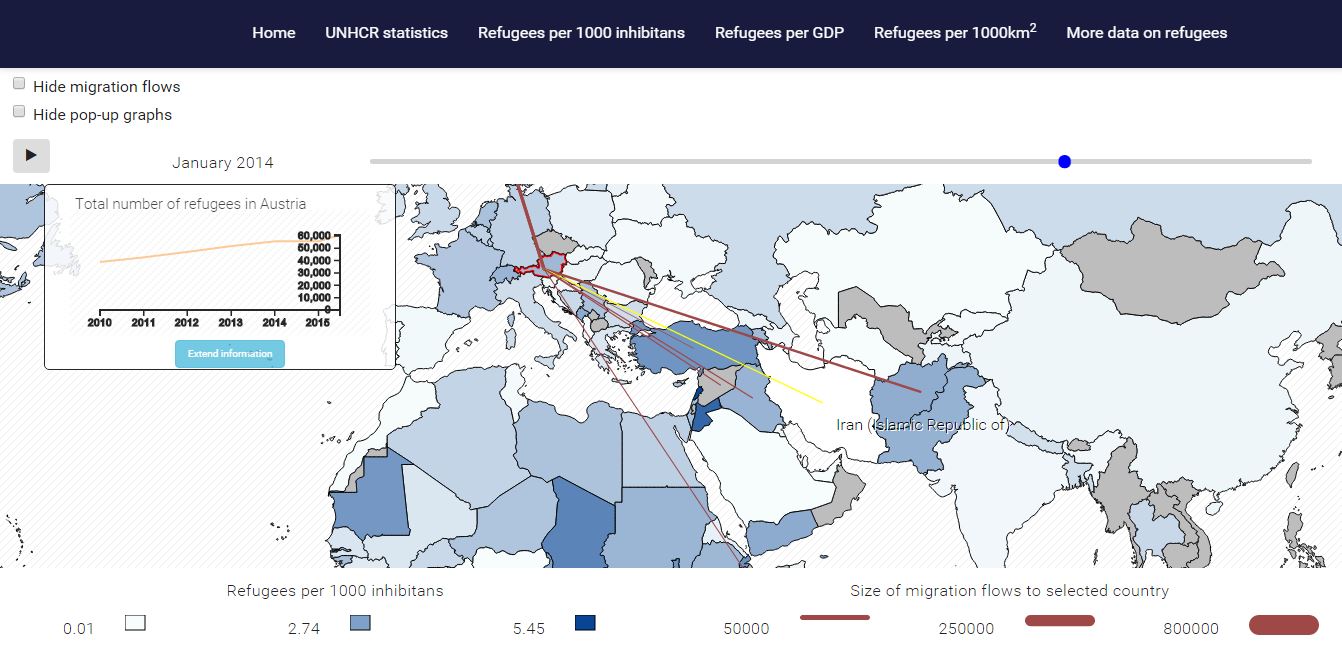 Home UNHCR statistics Refugees per 1000 inhibitans Refugees per GDP Refugees per 1000km2 More data on refugees
Hide migration flows
Hide pop-up graphs
January 2014
Total number of refugees in Austria
60,000
50,000
40,000
30,000
20,000
10,000
0
2010 2011 2012 2013 2014 2015
Extend information
Iran (Islamic Republic of)
Refugees per 1000 inhibitans
0.01 2.74 5.45
Size of migration flows to selected country
50000 250000 800000